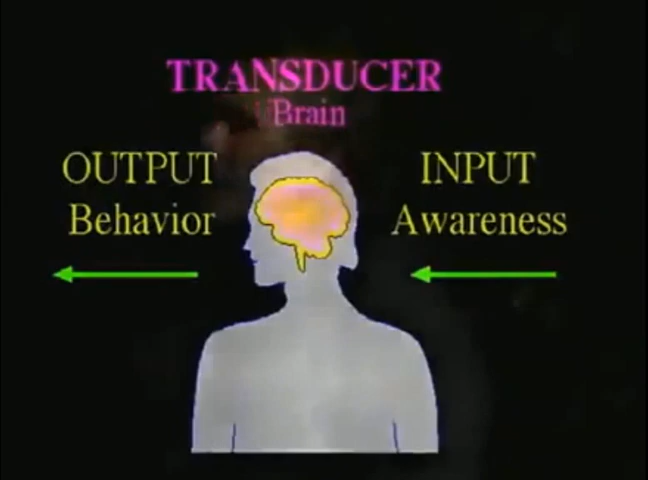 TRANSDUCER
Brain
OUTPUT
Behavior
INPUT
Awareness